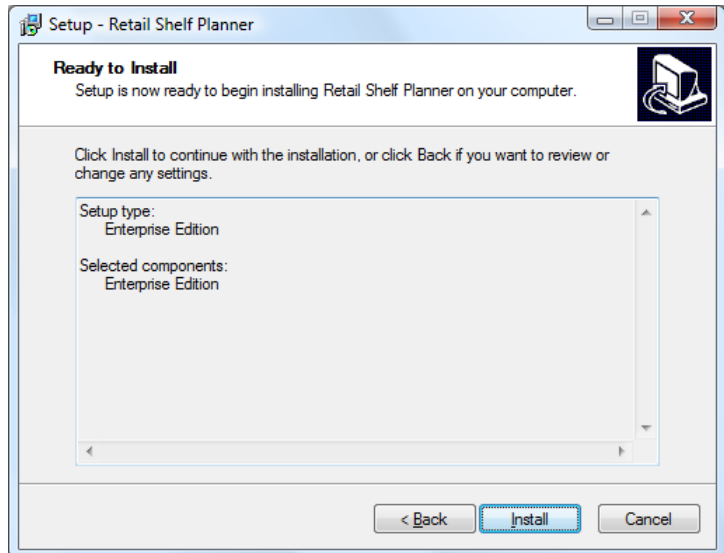 Setup - Retail Shelf Planner
Ready to Install
Setup is now ready to begin installing Retail Shelf Planner on your computer.
Click Install to continue with the installation, or click Back if you want to review or
change any settings.
Setup type:
Enterprise Edition
Selected components:
Enterprise Edition
< Back
Install
Cancel